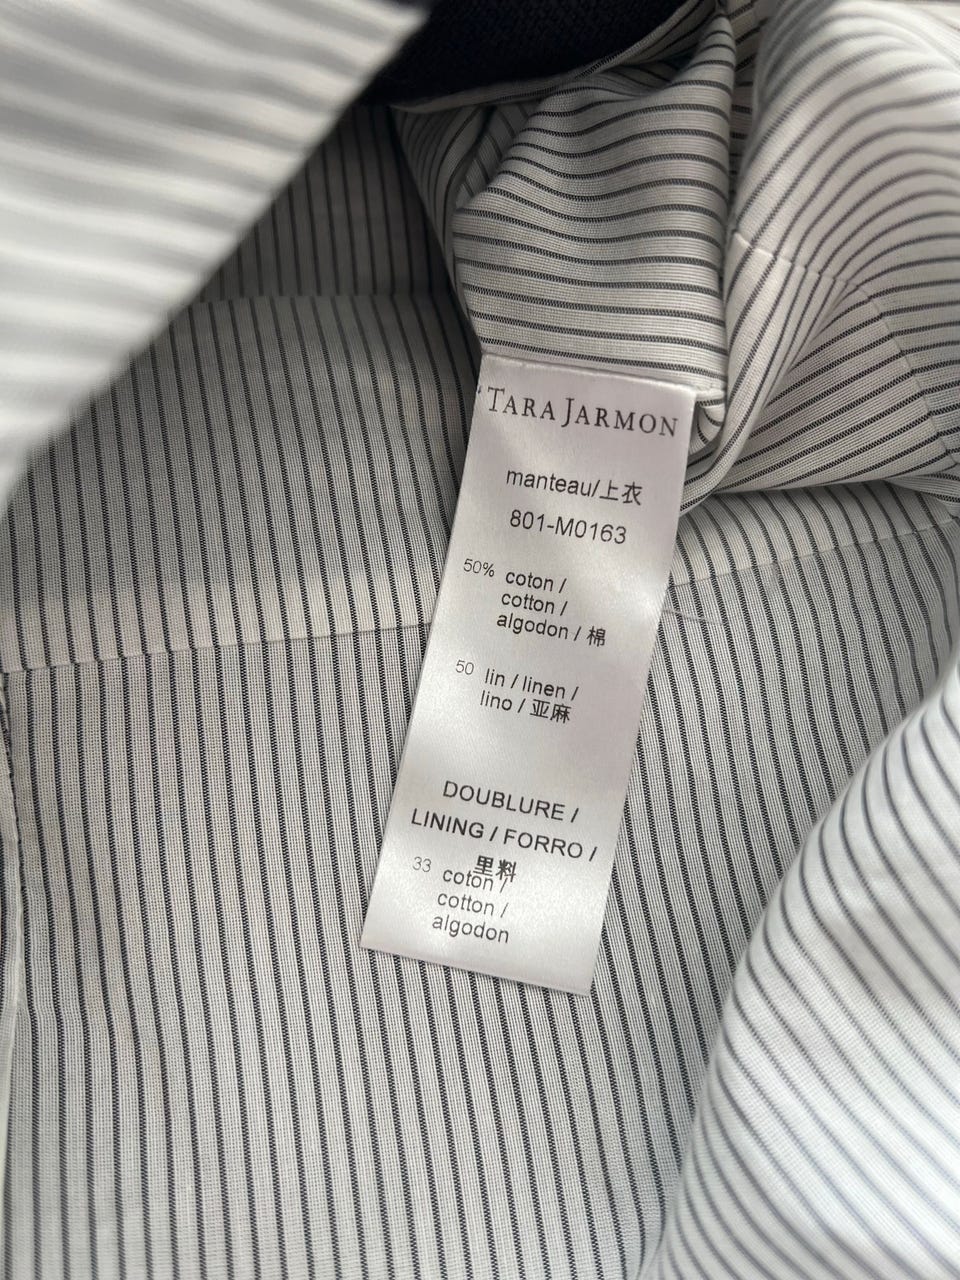 TARA JARMON
manteau/上衣
801-M0163
50% coton /
cotton /
algodon / 棉
50 lin / linen /
lino / 亚麻
DOUBLURE /
LINING / FORRO /
里料
33 coton /
cotton /
algodon